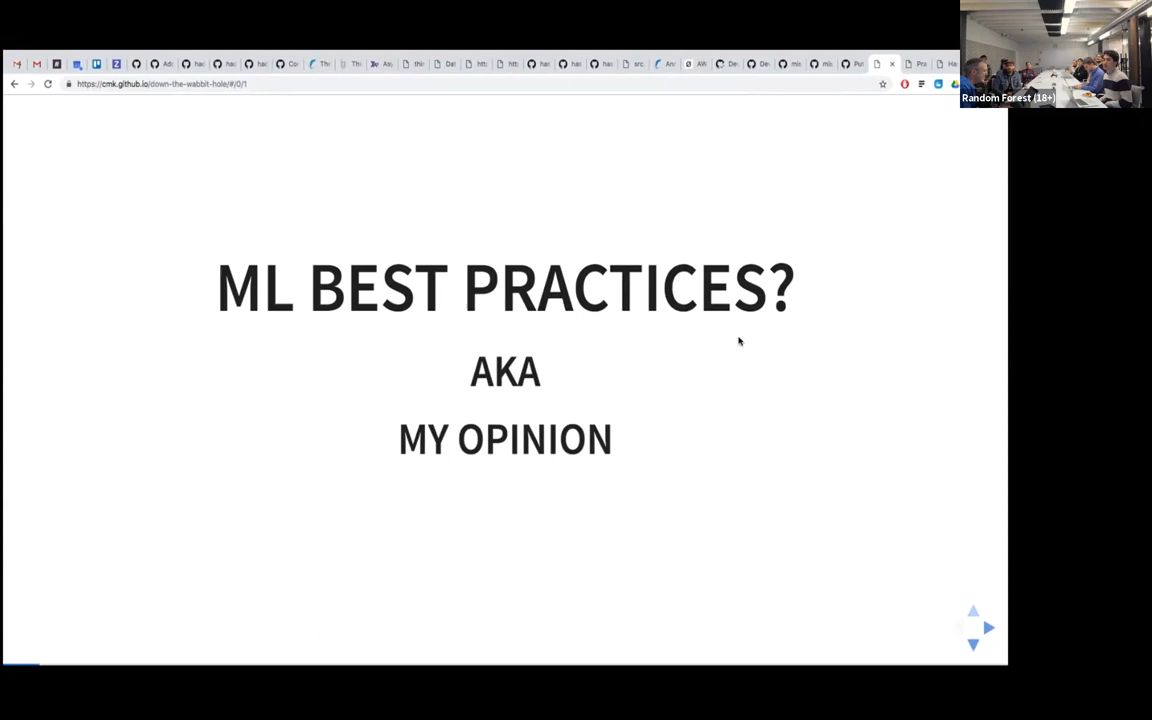 https://cmk.github.io/down-the-wabbit-hole/#/0/1
Random Forest (18+)
ML BEST PRACTICES?
AKA
MY OPINION